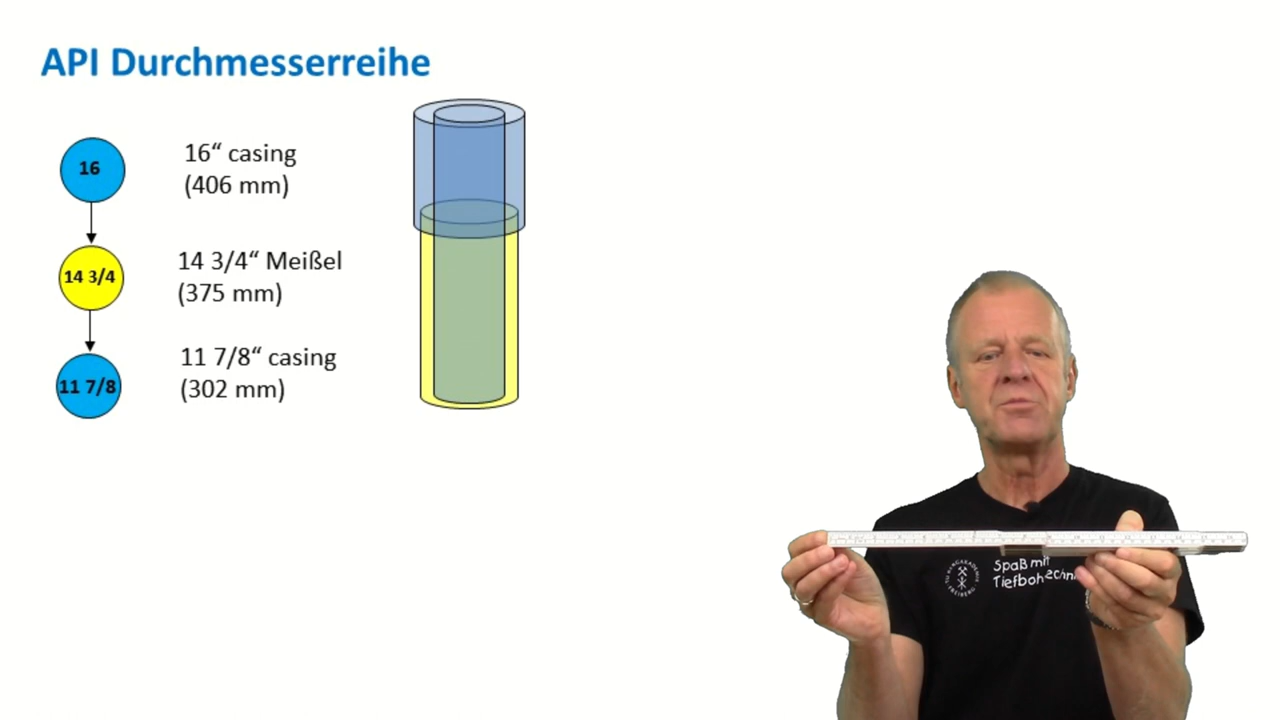 API Durchmesserreihe
16
16“ casing
(406 mm)
14 3/4
14 3/4“ Meißel
(375 mm)
11 7/8
11 7/8“ casing
(302 mm)
Spaß mit